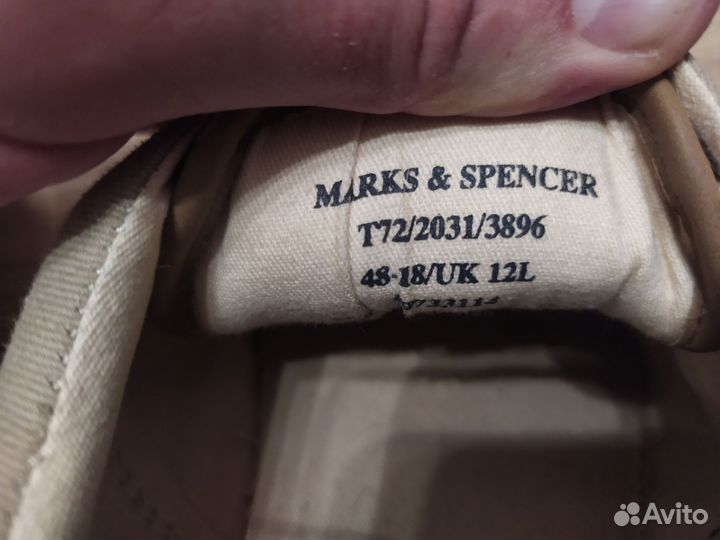 MARKS & SPENCER
T72/2031/3896
48-18/UK 12L
Avito